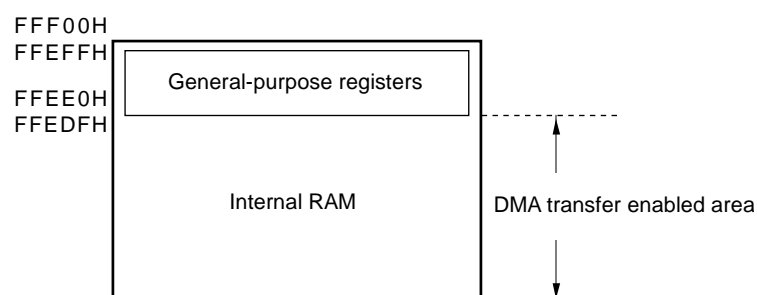 FFF00H
FFEFFH
General-purpose registers
FFEE0H
FFEDFH
Internal RAM
DMA transfer enabled area